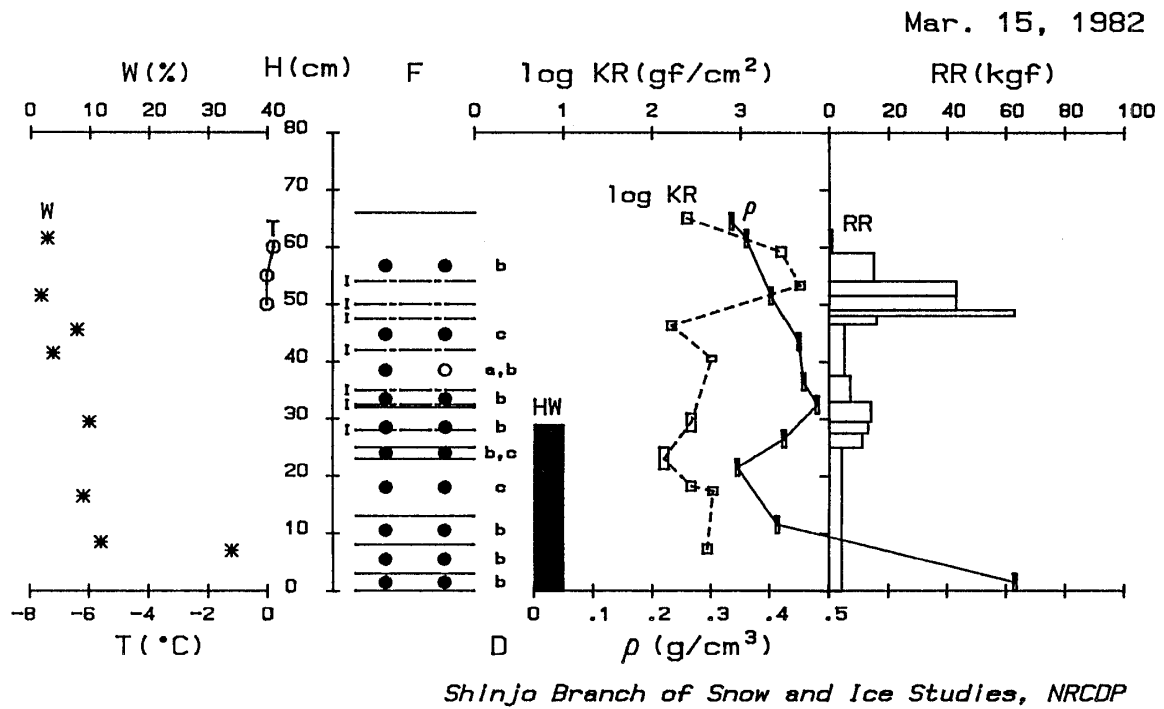 Mar. 15, 1982
W(%) H(cm) F log KR(gf/cm²) RR(kgf)
0 10 20 30 40 0 1 2 3 0 20 40 60 80 100
80
70
log KR
W ρ
T RR
60
b
I
50
I
I
c
40
I
a,b
I
b
I
30
HW
b
I
b,c
20
c
10
b
b
b
0
-8 -6 -4 -2 0 0 .1 .2 .3 .4 .5
T(°C) D ρ (g/cm³)
Shinjo Branch of Snow and Ice Studies, NRCDP